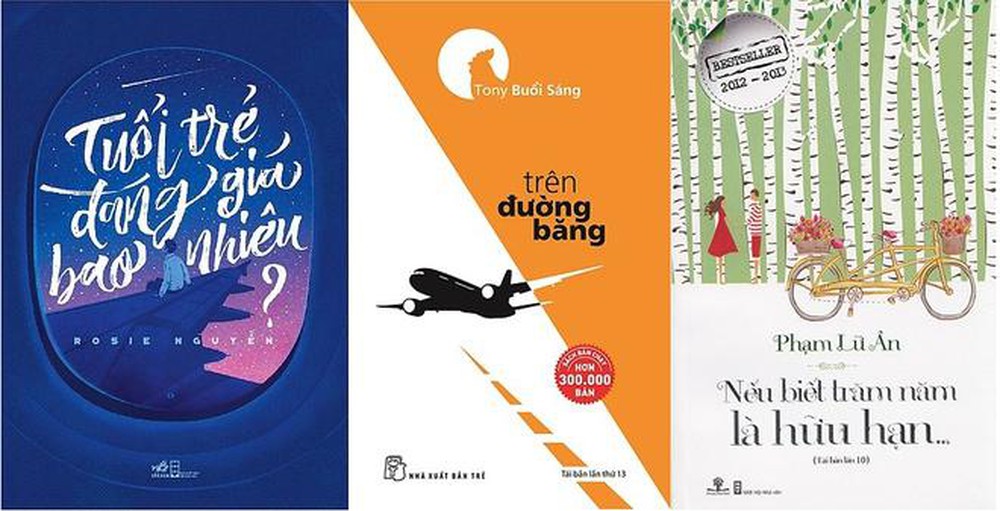 Tuổi trẻ
đáng giá
bao nhiêu
?
ROSIE NGUYỄN
Tony Buổi Sáng
trên
đường
băng
SÁCH BÁN CHẠY
HƠN
300.000
BẢN
NHÀ XUẤT BẢN TRẺ
Tái bản lần thứ 13
BESTSELLER
2012 - 2013
Phạm Lữ Ân
Nếu biết trăm năm
là hữu hạn...
(Tái bản lần 10)